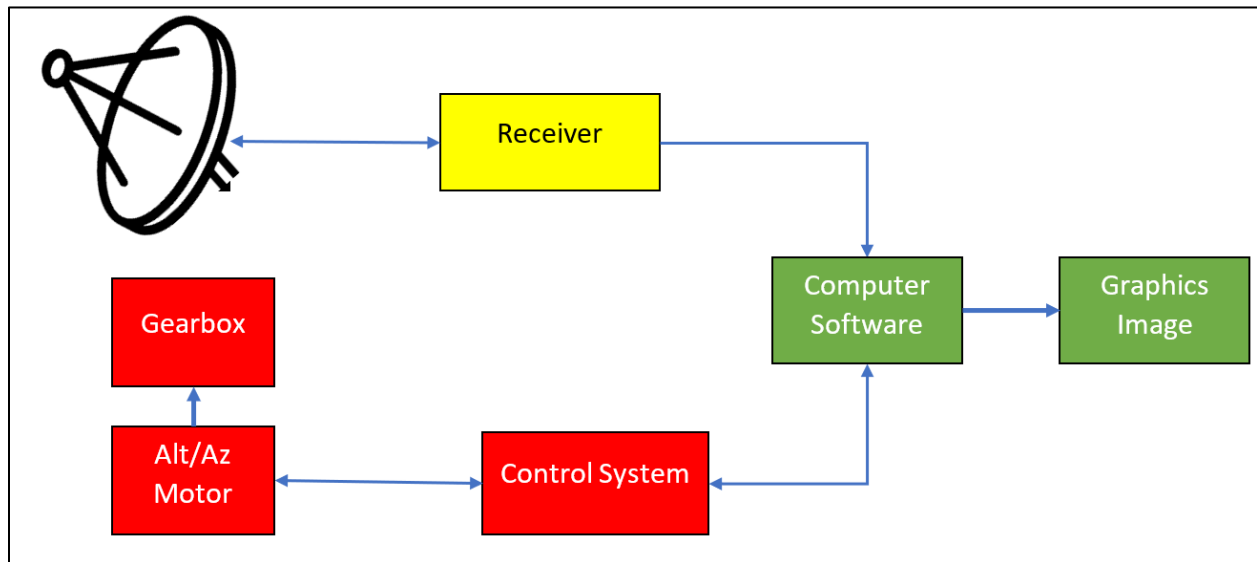 Receiver
Computer
Software
Graphics
Image
Gearbox
Alt/Az
Motor
Control System